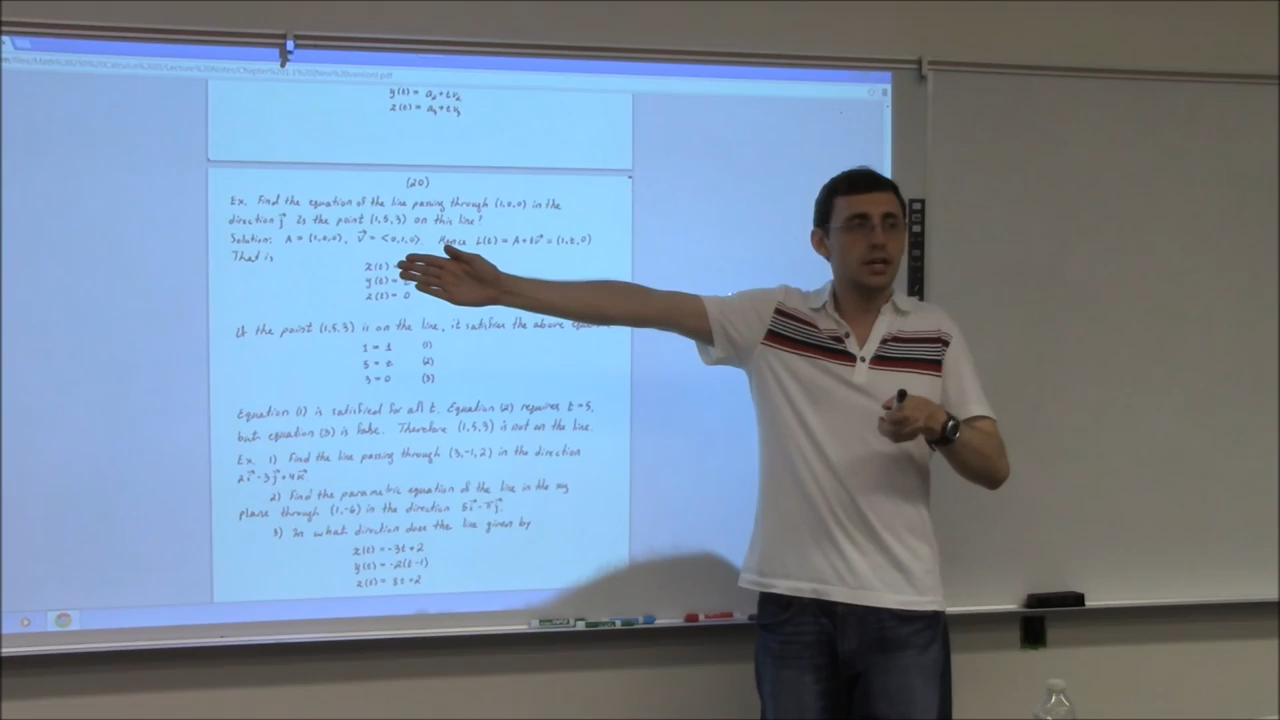 y(t) = a₂ + t v₂
z(t) = a₃ + t v₃
(20)
Ex. Find the equation of the line passing through (1,0,0) in the
direction j⃗. Is the point (1,5,3) on this line?
Solution: A = (1,0,0), v⃗ = <0,1,0>. Hence L(t) = A + tv⃗ = (1,t,0)
That is
x(t) =
y(t) = t
z(t) = 0
If the point (1,5,3) is on the line, it satisfies the above
1 = 1 (1)
5 = t (2)
3 = 0 (3)
Equation (1) is satisfied for all t. Equation (2) requires t = 5,
but equation (3) is false. Therefore (1,5,3) is not on the line.
Ex. 1) Find the line passing through (3,-1,2) in the direction
2i⃗ - 3j⃗ + 4k⃗
2) Find the parametric equation of the line in the xy
plane through (1,-6) in the direction 5i⃗ - πj⃗.
3) In what direction does the line given by
x(t) = -3t + 2
y(t) = -2(t-1)
z(t) = 8t + 2